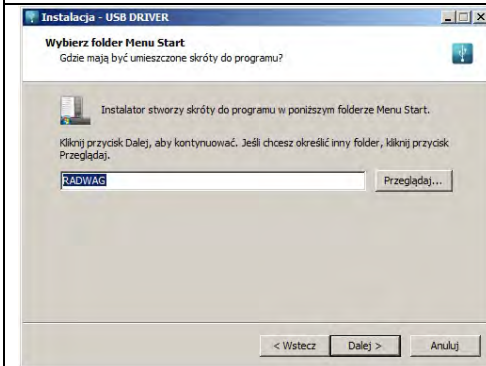 Instalacja - USB DRIVER
Wybierz folder Menu Start
Gdzie mają być umieszczone skróty do programu?
Instalator stworzy skróty do programu w poniższym folderze Menu Start.
Kliknij przycisk Dalej, aby kontynuować. Jeśli chcesz określić inny folder, kliknij przycisk
Przeglądaj.
RADWAG
Przeglądaj...
< Wstecz
Dalej >
Anuluj